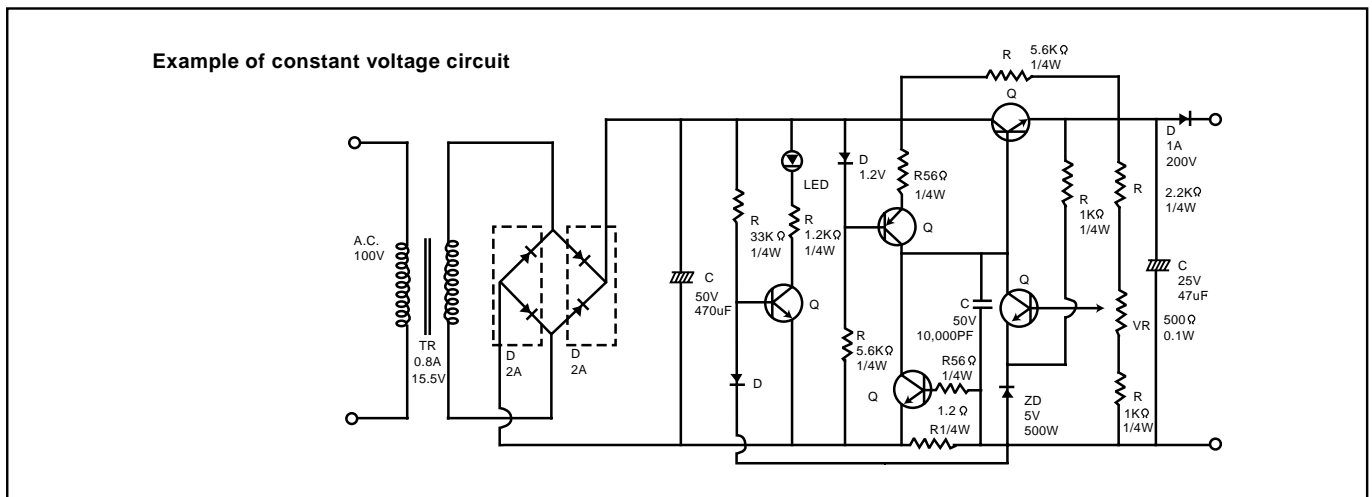 Example of constant voltage circuit
A.C.
100V
TR
0.8A
15.5V
D
2A
D
2A
C
50V
470uF
R
33KΩ
1/4W
D
LED
R
1.2KΩ
1/4W
Q
D
1.2V
R
5.6KΩ
1/4W
R56Ω
1/4W
Q
R
5.6KΩ
1/4W
Q
C
50V
10,000PF
R56Ω
1/4W
Q
1.2 Ω
R1/4W
Q
ZD
5V
500W
R
1KΩ
1/4W
R
2.2KΩ
1/4W
VR
500Ω
0.1W
R
1KΩ
1/4W
C
25V
47uF
D
1A
200V